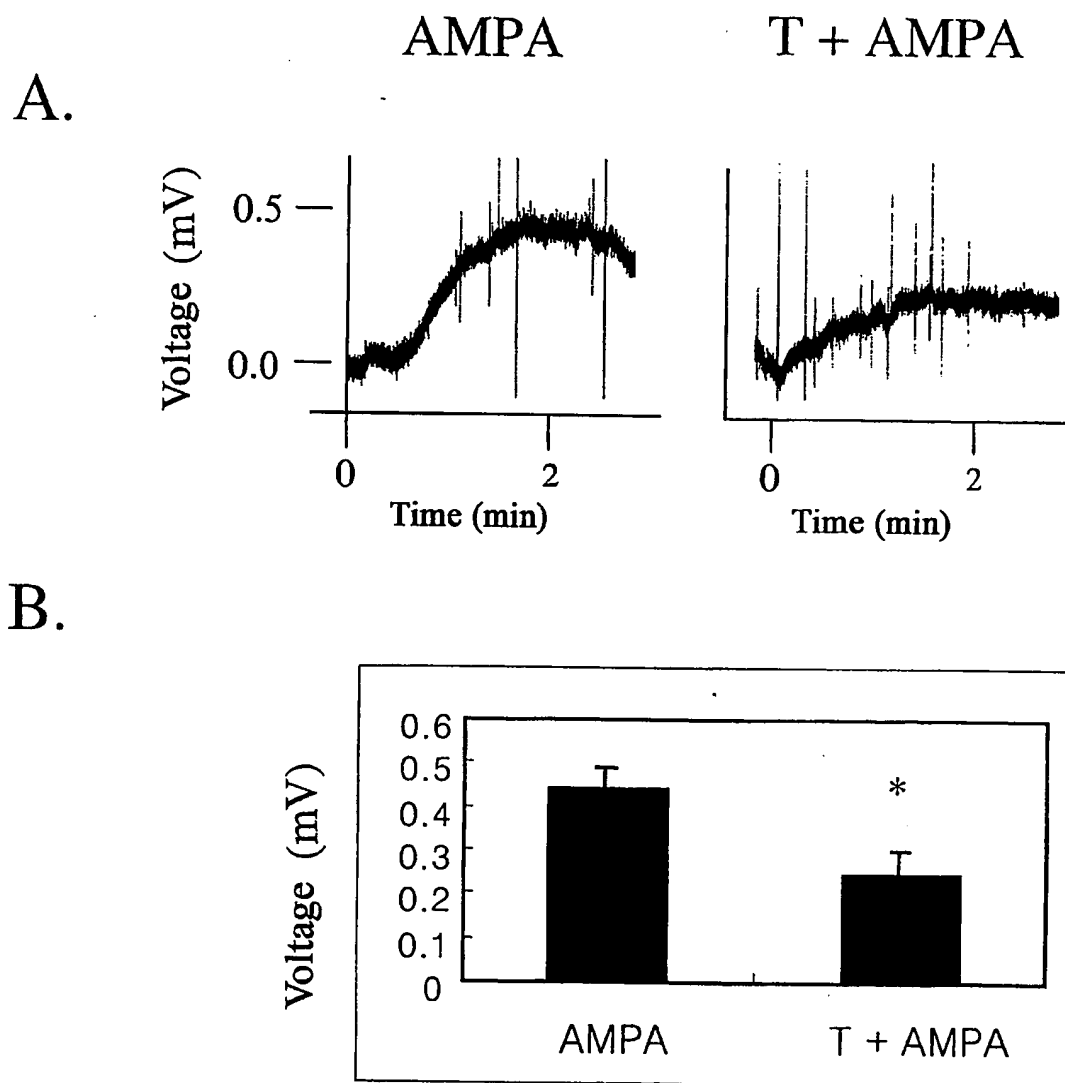 AMPA
T + AMPA
A.
Voltage (mV)
0.5
0.0
0
2
Time (min)
0
2
Time (min)
B.
Voltage (mV)
0.6
0.5
0.4
0.3
0.2
0.1
0
*
AMPA
T + AMPA